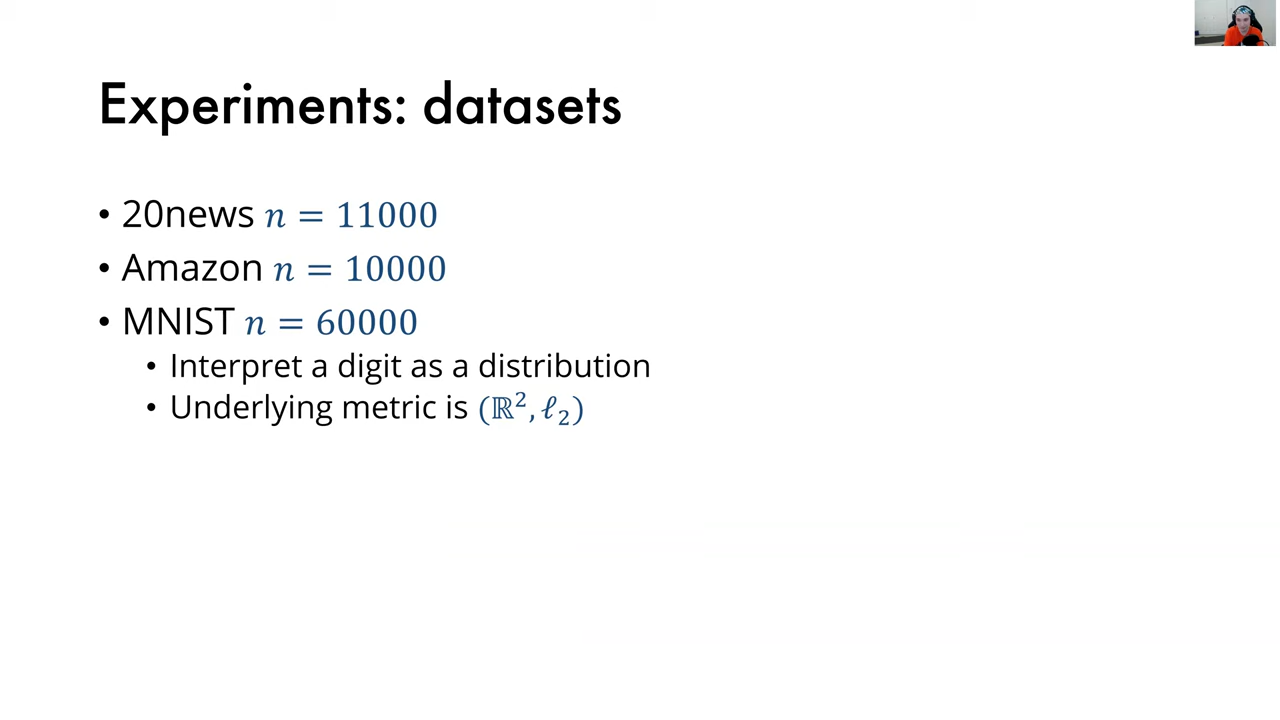 Experiments: datasets
• 20news n = 11000
• Amazon n = 10000
• MNIST n = 60000
• Interpret a digit as a distribution
• Underlying metric is (ℝ², ℓ₂)